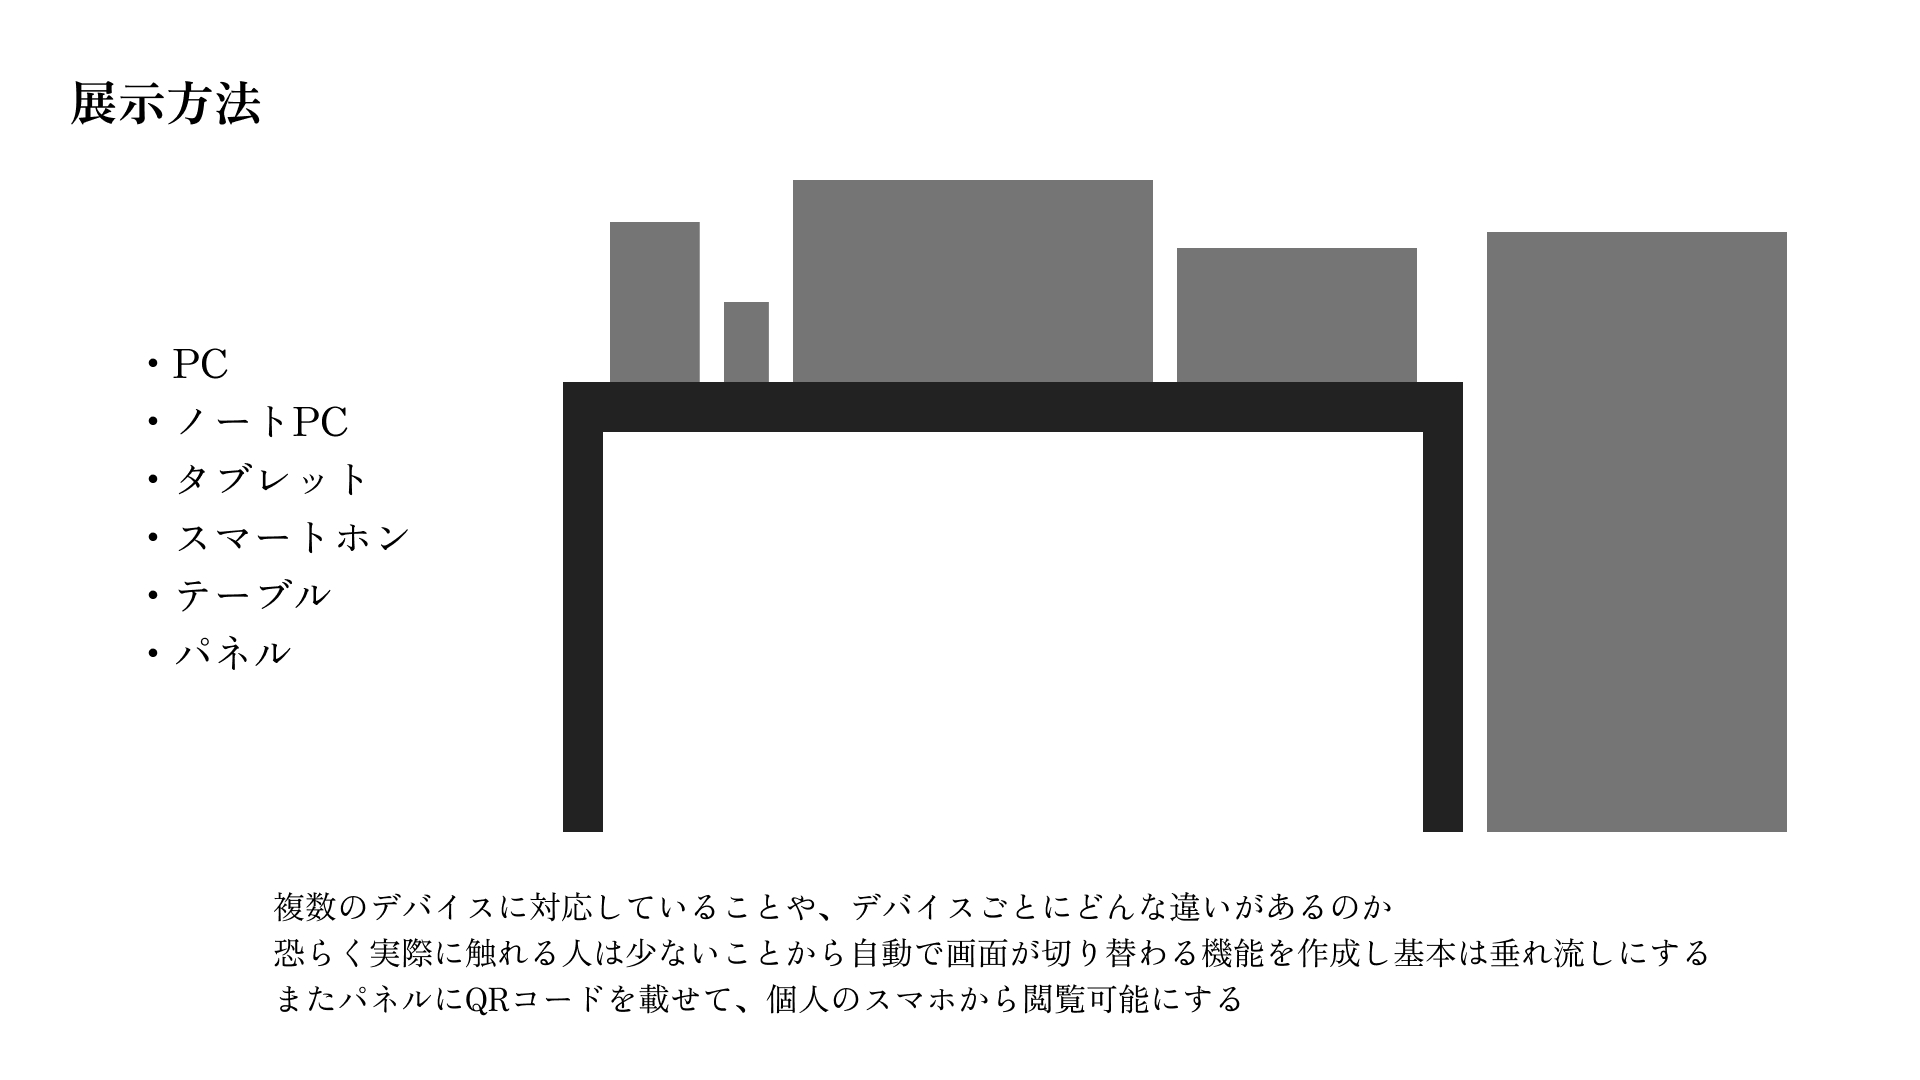 展示方法
・PC
・ノートPC
・タブレット
・スマートホン
・テーブル
・パネル
複数のデバイスに対応していることや、デバイスごとにどんな違いがあるのか
恐らく実際に触れる人は少ないことから自動で画面が切り替わる機能を作成し基本は垂れ流しにする
またパネルにQRコードを載せて、個人のスマホから閲覧可能にする